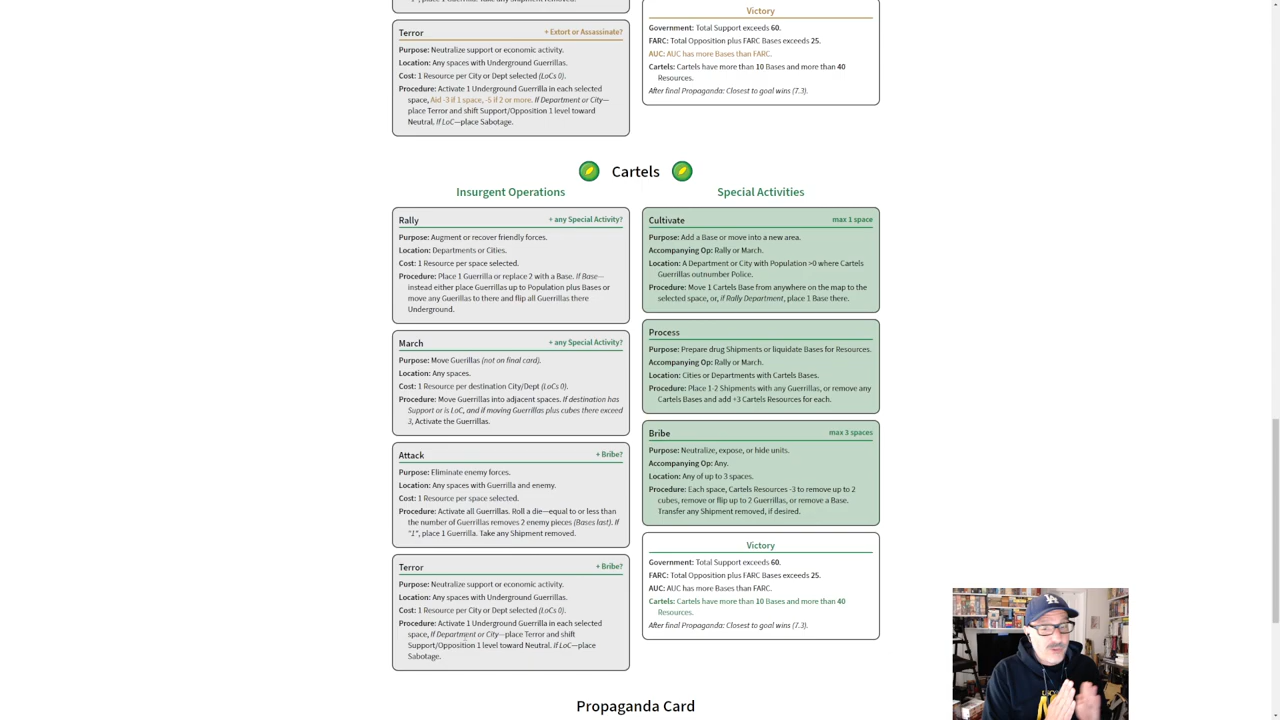 Terror + Extort or Assassinate?
Purpose: Neutralize support or economic activity.
Location: Any spaces with Underground Guerillas.
Cost: 1 Resource per City or Dept selected (LoCs 0).
Procedure: Activate 1 Underground Guerilla in each selected
space, Aid -3 if 1 space, -5 if 2 or more. If Department or City—
place Terror and shift Support/Opposition 1 level toward
Neutral. If LoC—place Sabotage.
Victory
Government: Total Support exceeds 60.
FARC: Total Opposition plus FARC Bases exceeds 25.
AUC: AUC has more Bases than FARC.
Cartels: Cartels have more than 10 Bases and more than 40
Resources.
After final Propaganda: Closest to goal wins (7.3).
Cartels
Insurgent Operations
Rally + any Special Activity?
Purpose: Augment or recover friendly forces.
Location: Departments or Cities.
Cost: 1 Resource per space selected.
Procedure: Place 1 Guerilla or replace 2 with a Base. If Base—
instead either place Guerillas up to Population plus Bases or
move any Guerillas to there and flip all Guerillas there
Underground.
March + any Special Activity?
Purpose: Move Guerillas (not on final card).
Location: Any spaces.
Cost: 1 Resource per destination City/Dept (LoCs 0).
Procedure: Move Guerillas into adjacent spaces. If destination has
Support or is LoC, and if moving Guerillas plus cubes there exceed
3, Activate the Guerillas.
Attack + Bribe?
Purpose: Eliminate enemy forces.
Location: Any spaces with Guerilla and enemy.
Cost: 1 Resource per space selected.
Procedure: Activate all Guerillas. Roll a die—equal to or less than
the number of Guerillas removes 2 enemy pieces (Bases last). If
"1", place 1 Guerilla. Take any Shipment removed.
Terror + Bribe?
Purpose: Neutralize support or economic activity.
Location: Any spaces with Underground Guerillas.
Cost: 1 Resource per City or Dept selected (LoCs 0).
Procedure: Activate 1 Underground Guerilla in each selected
space, If Department or City—place Terror and shift
Support/Opposition 1 level toward Neutral. If LoC—place
Sabotage.
Special Activities
Cultivate max 1 space
Purpose: Add a Base or move into a new area.
Accompanying Op: Rally or March.
Location: A Department or City with Population >0 where Cartels
Guerillas outnumber Police.
Procedure: Move 1 Cartels Base from anywhere on the map to the
selected space, or, if Rally Department, place 1 Base there.
Process
Purpose: Prepare drug Shipments or liquidate Bases for Resources.
Accompanying Op: Rally or March.
Location: Cities or Departments with Cartels Bases.
Procedure: Place 1-2 Shipments with any Guerillas, or remove any
Cartels Bases and add +3 Cartels Resources for each.
Bribe max 3 spaces
Purpose: Neutralize, expose, or hide units.
Accompanying Op: Any.
Location: Any of up to 3 spaces.
Procedure: Each space, Cartels Resources -3 to remove up to 2
cubes, remove or flip up to 2 Guerillas, or remove a Base.
Transfer any Shipment removed, if desired.
Victory
Government: Total Support exceeds 60.
FARC: Total Opposition plus FARC Bases exceeds 25.
AUC: AUC has more Bases than FARC.
Cartels: Cartels have more than 10 Bases and more than 40
Resources.
After final Propaganda: Closest to goal wins (7.3).
Propaganda Card